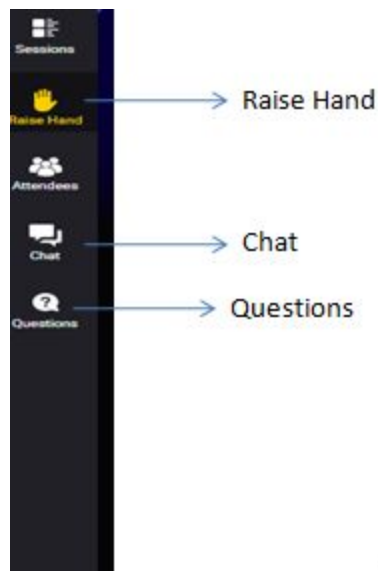 Sessions
Raise Hand
Raise Hand
Attendees
Chat
Chat
Questions
Questions